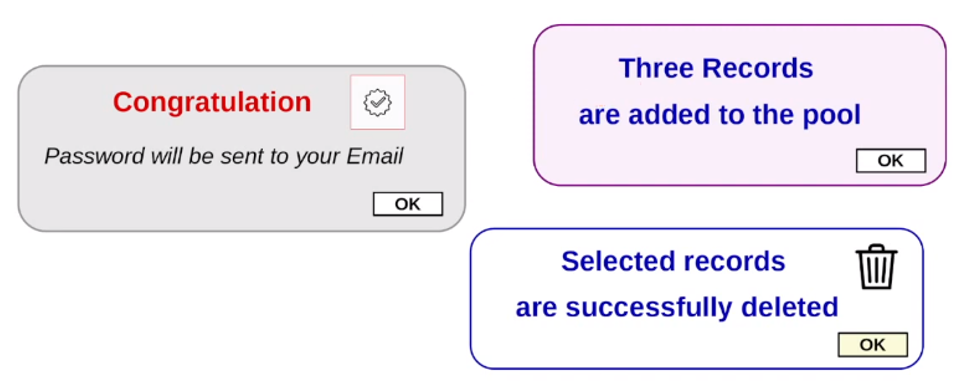 Congratulation
Password will be sent to your Email
OK
Three Records
are added to the pool
OK
Selected records
are successfully deleted
OK